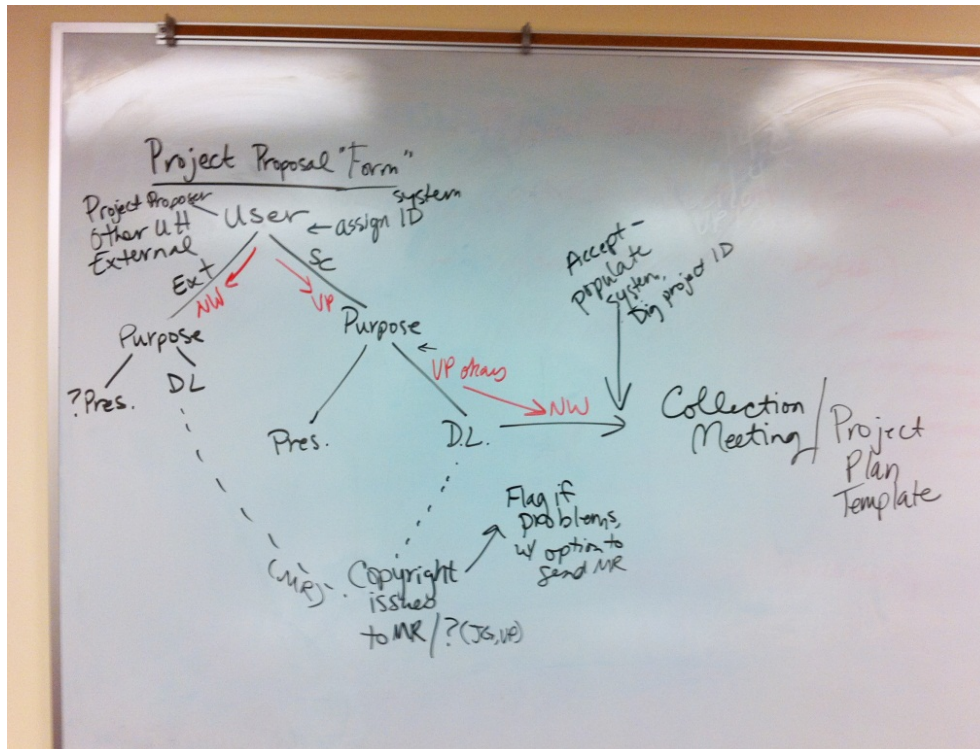 Project Proposal "Form"
Project Proposer
Other UH
External
User
← assign ID
system
Ext
NW
SC
VP
Purpose
? Pres.
DL
Purpose
←
VP okays
NW
Pres.
D.L.
Accept -
populate
system,
Dig project ID
Collection
Meeting /
Project
Plan
Template
Flag if
problems,
w/ option to
send MR
(MR)
Copyright
issues
to MR / ? (JG, VP)